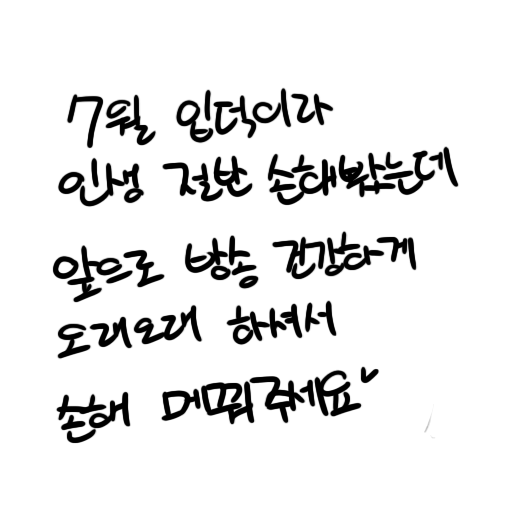 7월 입덕이라
인생 절반 손해봤는데
앞으로 방송 건강하게
오래오래 하셔서
손해 메꿔주세요